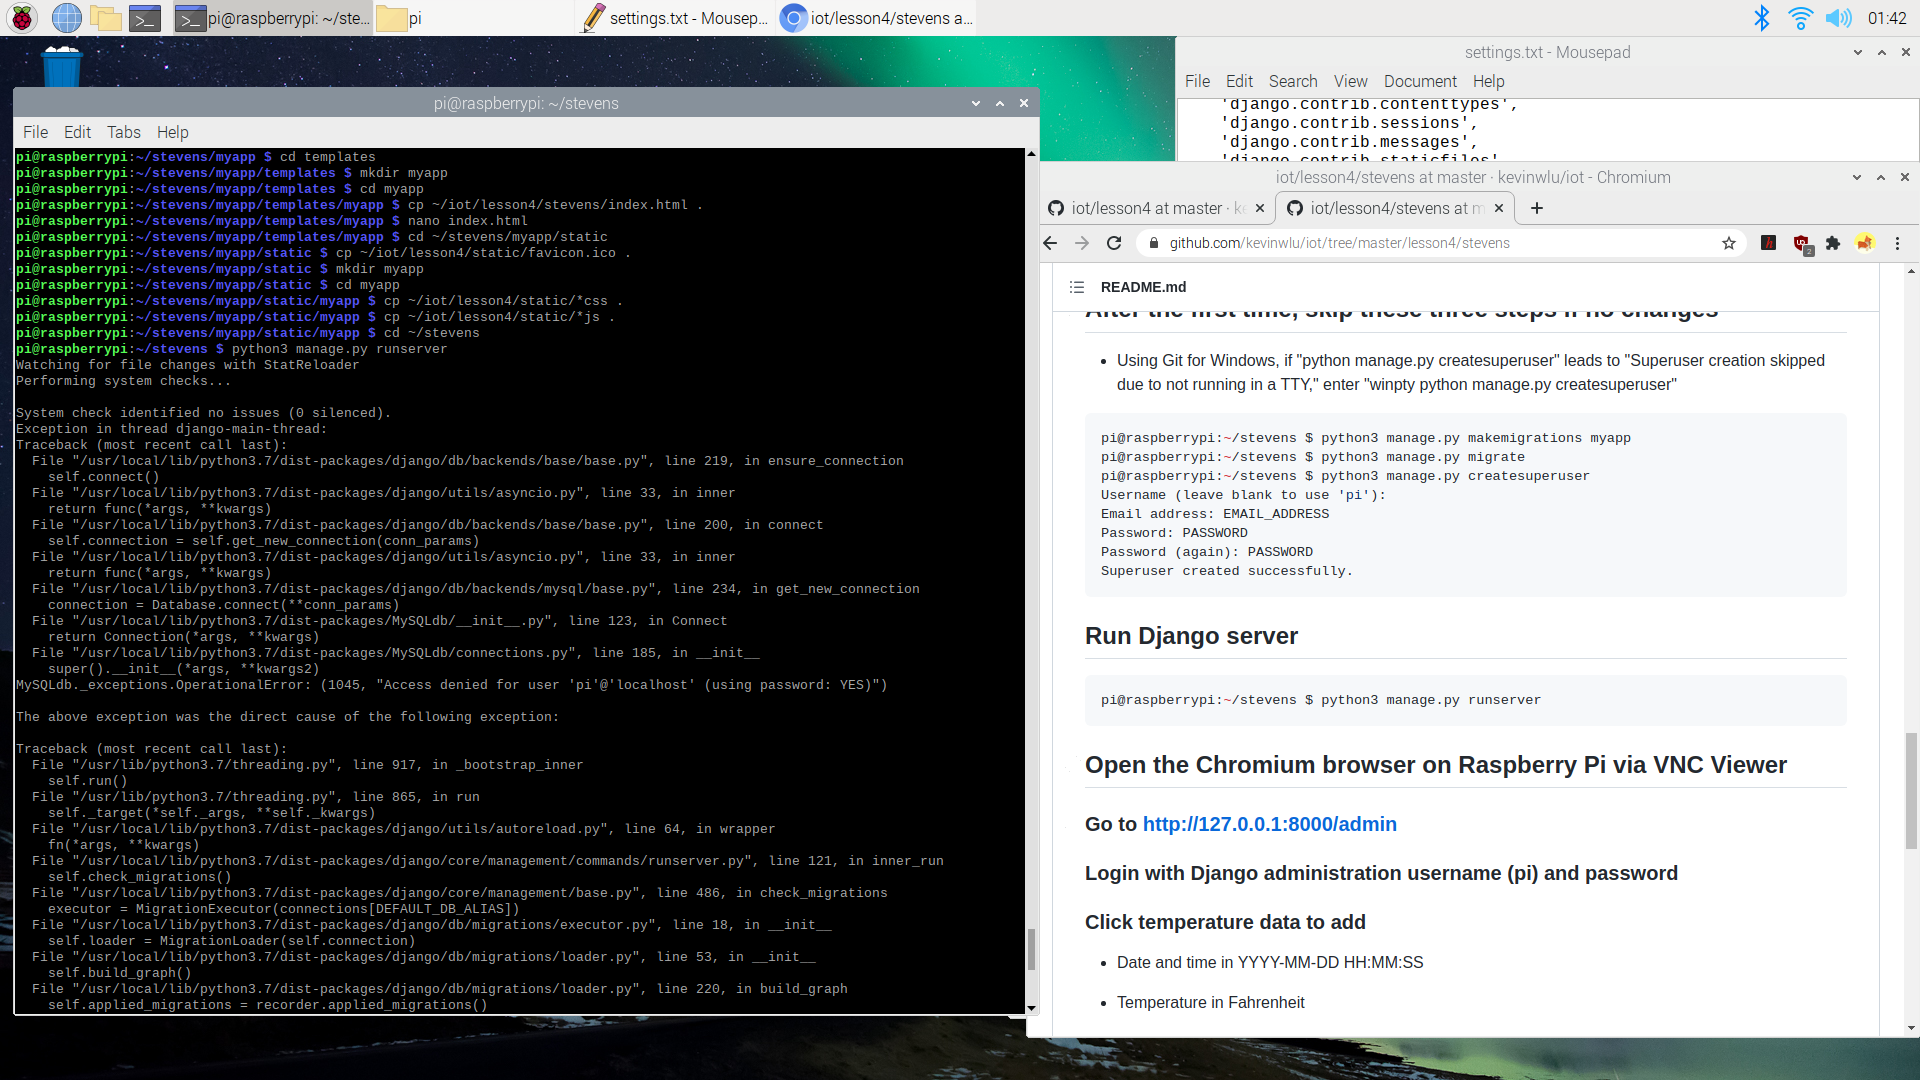 pi@raspberrypi: ~/ste...
pi
settings.txt - Mousep...
iot/lesson4/stevens a...
01:42
pi@raspberrypi: ~/stevens
File Edit Tabs Help
pi@raspberrypi:~/stevens/myapp $ cd templates
pi@raspberrypi:~/stevens/myapp/templates $ mkdir myapp
pi@raspberrypi:~/stevens/myapp/templates $ cd myapp
pi@raspberrypi:~/stevens/myapp/templates/myapp $ cp ~/iot/lesson4/stevens/index.html .
pi@raspberrypi:~/stevens/myapp/templates/myapp $ nano index.html
pi@raspberrypi:~/stevens/myapp/templates/myapp $ cd ~/stevens/myapp/static
pi@raspberrypi:~/stevens/myapp/static $ cp ~/iot/lesson4/static/favicon.ico .
pi@raspberrypi:~/stevens/myapp/static $ mkdir myapp
pi@raspberrypi:~/stevens/myapp/static $ cd myapp
pi@raspberrypi:~/stevens/myapp/static/myapp $ cp ~/iot/lesson4/static/*css .
pi@raspberrypi:~/stevens/myapp/static/myapp $ cp ~/iot/lesson4/static/*js .
pi@raspberrypi:~/stevens/myapp/static/myapp $ cd ~/stevens
pi@raspberrypi:~/stevens $ python3 manage.py runserver
Watching for file changes with StatReloader
Performing system checks...
System check identified no issues (0 silenced).
Exception in thread django-main-thread:
Traceback (most recent call last):
File "/usr/local/lib/python3.7/dist-packages/django/db/backends/base/base.py", line 219, in ensure_connection
self.connect()
File "/usr/local/lib/python3.7/dist-packages/django/utils/asyncio.py", line 33, in inner
return func(*args, **kwargs)
File "/usr/local/lib/python3.7/dist-packages/django/db/backends/base/base.py", line 200, in connect
self.connection = self.get_new_connection(conn_params)
File "/usr/local/lib/python3.7/dist-packages/django/utils/asyncio.py", line 33, in inner
return func(*args, **kwargs)
File "/usr/local/lib/python3.7/dist-packages/django/db/backends/mysql/base.py", line 234, in get_new_connection
connection = Database.connect(**conn_params)
File "/usr/local/lib/python3.7/dist-packages/MySQLdb/__init__.py", line 123, in Connect
return Connection(*args, **kwargs)
File "/usr/local/lib/python3.7/dist-packages/MySQLdb/connections.py", line 185, in __init__
super().__init__(*args, **kwargs2)
MySQLdb._exceptions.OperationalError: (1045, "Access denied for user 'pi'@'localhost' (using password: YES)")
The above exception was the direct cause of the following exception:
Traceback (most recent call last):
File "/usr/lib/python3.7/threading.py", line 917, in _bootstrap_inner
self.run()
File "/usr/lib/python3.7/threading.py", line 865, in run
self._target(*self._args, **self._kwargs)
File "/usr/local/lib/python3.7/dist-packages/django/utils/autoreload.py", line 64, in wrapper
fn(*args, **kwargs)
File "/usr/local/lib/python3.7/dist-packages/django/core/management/commands/runserver.py", line 121, in inner_run
self.check_migrations()
File "/usr/local/lib/python3.7/dist-packages/django/core/management/base.py", line 486, in check_migrations
executor = MigrationExecutor(connections[DEFAULT_DB_ALIAS])
File "/usr/local/lib/python3.7/dist-packages/django/db/migrations/executor.py", line 18, in __init__
self.loader = MigrationLoader(self.connection)
File "/usr/local/lib/python3.7/dist-packages/django/db/migrations/loader.py", line 53, in __init__
self.build_graph()
File "/usr/local/lib/python3.7/dist-packages/django/db/migrations/loader.py", line 220, in build_graph
self.applied_migrations = recorder.applied_migrations()
settings.txt - Mousepad
File Edit Search View Document Help
'django.contrib.contenttypes',
'django.contrib.sessions',
'django.contrib.messages',
'django.contrib.staticfiles'
iot/lesson4/stevens at master · kevinwlu/iot - Chromium
iot/lesson4 at master · ke
iot/lesson4/stevens at m
github.com/kevinwlu/iot/tree/master/lesson4/stevens
2
README.md
After the first time, skip these three steps if no changes
• Using Git for Windows, if "python manage.py createsuperuser" leads to "Superuser creation skipped
due to not running in a TTY," enter "winpty python manage.py createsuperuser"
pi@raspberrypi:~/stevens $ python3 manage.py makemigrations myapp
pi@raspberrypi:~/stevens $ python3 manage.py migrate
pi@raspberrypi:~/stevens $ python3 manage.py createsuperuser
Username (leave blank to use 'pi'):
Email address: EMAIL_ADDRESS
Password: PASSWORD
Password (again): PASSWORD
Superuser created successfully.
Run Django server
pi@raspberrypi:~/stevens $ python3 manage.py runserver
Open the Chromium browser on Raspberry Pi via VNC Viewer
Go to http://127.0.0.1:8000/admin
Login with Django administration username (pi) and password
Click temperature data to add
• Date and time in YYYY-MM-DD HH:MM:SS
• Temperature in Fahrenheit